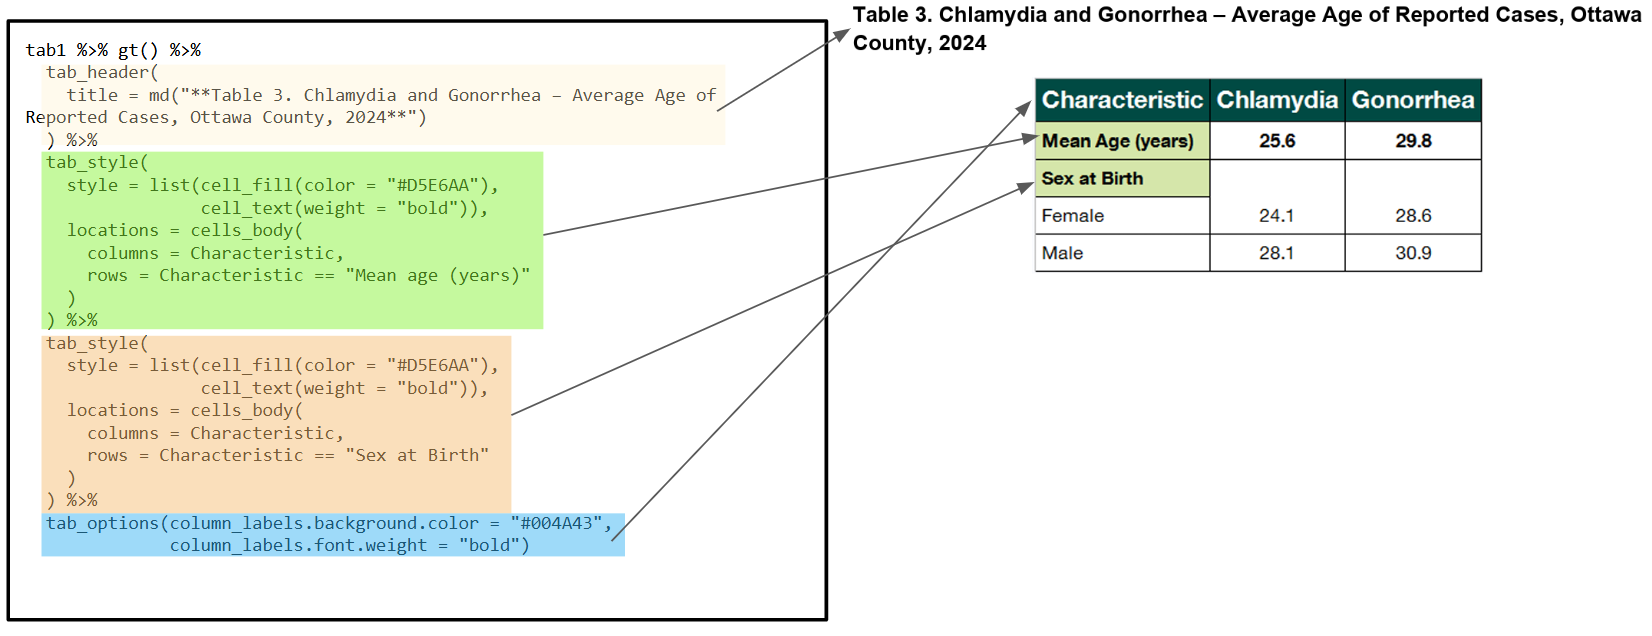 tab1 %>% gt() %>%
  tab_header(
    title = md("**Table 3. Chlamydia and Gonorrhea – Average Age of
Reported Cases, Ottawa County, 2024**")
  ) %>%
  tab_style(
    style = list(cell_fill(color = "#D5E6AA"),
                 cell_text(weight = "bold")),
    locations = cells_body(
      columns = Characteristic,
      rows = Characteristic == "Mean age (years)"
    )
  ) %>%
  tab_style(
    style = list(cell_fill(color = "#D5E6AA"),
                 cell_text(weight = "bold")),
    locations = cells_body(
      columns = Characteristic,
      rows = Characteristic == "Sex at Birth"
    )
  ) %>%
  tab_options(column_labels.background.color = "#004A43",
              column_labels.font.weight = "bold")
Table 3. Chlamydia and Gonorrhea – Average Age of Reported Cases, Ottawa
County, 2024
Characteristic Chlamydia Gonorrhea
Mean Age (years) 25.6 29.8
Sex at Birth
Female 24.1 28.6
Male 28.1 30.9